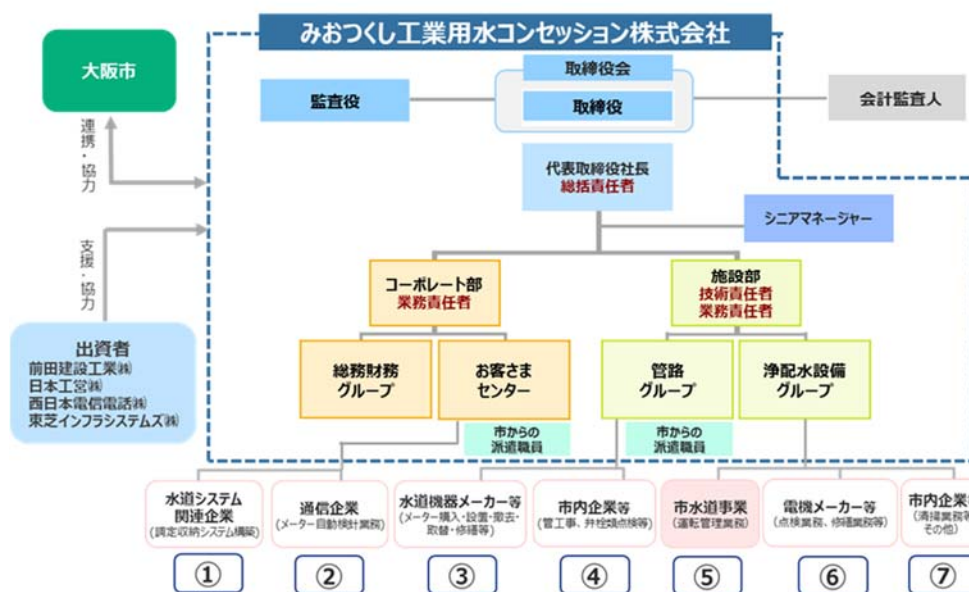 みおつくし工業用水コンセッション株式会社
大阪市
取締役会
監査役
取締役
会計監査人
連携・協力
代表取締役社長
総括責任者
シニアマネージャー
支援・協力
コーポレート部
業務責任者
施設部
技術責任者
業務責任者
出資者
前田建設工業㈱
日本工営㈱
西日本電信電話㈱
東芝インフラシステムズ㈱
総務財務
グループ
お客さま
センター
管路
グループ
浄配水設備
グループ
市からの
派遣職員
市からの
派遣職員
水道システム
関連企業
(調定収納システム構築)
通信企業
(メーター自動検針業務)
水道機器メーカー等
(メーター購入・設置・撤去・
取替・修繕等)
市内企業等
(管工事、弁栓類点検等)
市水道事業
(運転管理業務)
電機メーカー等
(点検業務、修繕業務等)
市内企業等
(清掃業務等
その他)
①
②
③
④
⑤
⑥
⑦